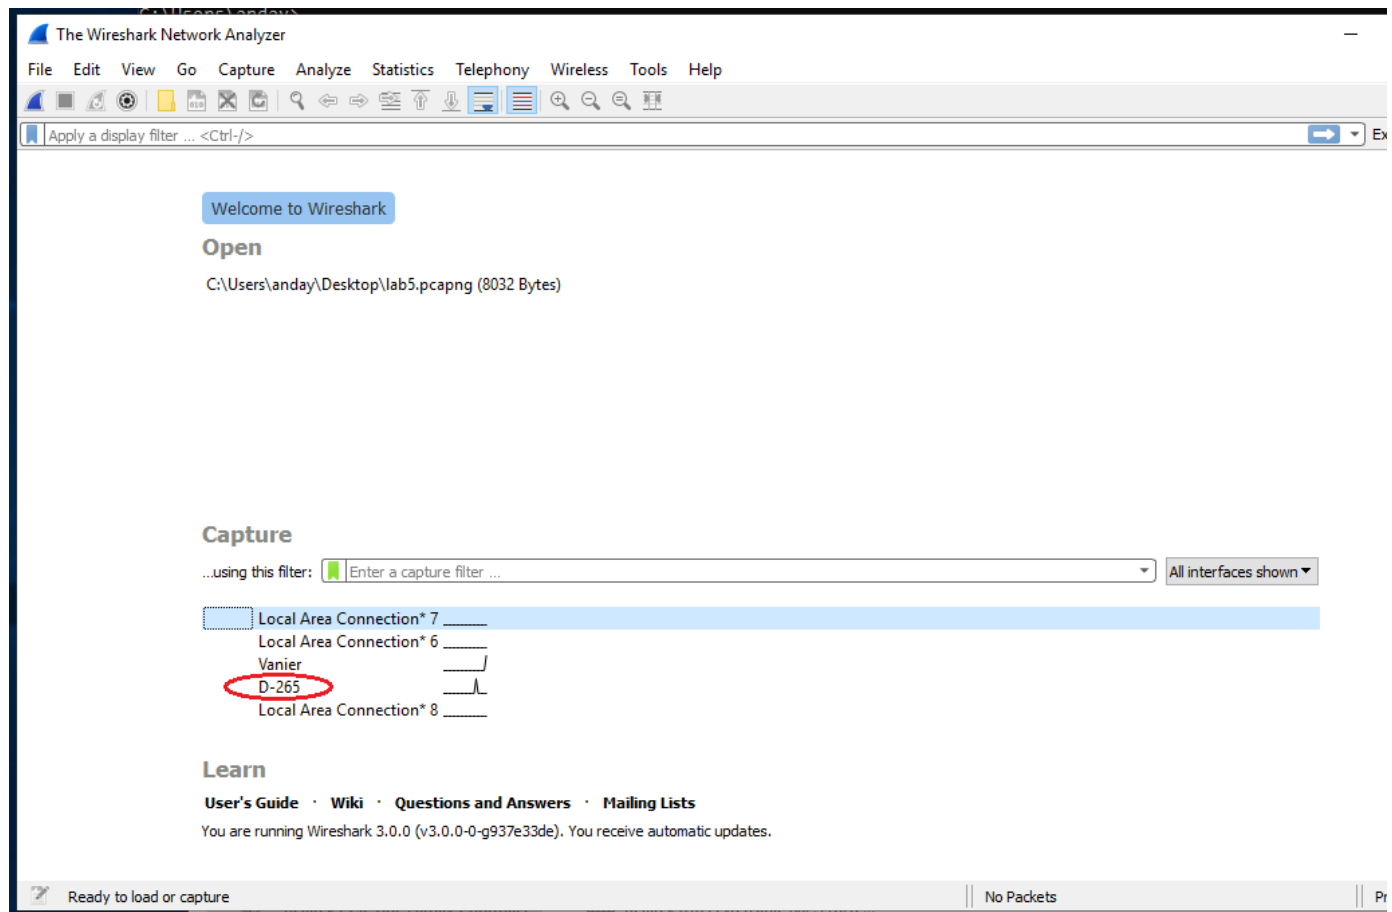 C:\Users\anday>
The Wireshark Network Analyzer
File Edit View Go Capture Analyze Statistics Telephony Wireless Tools Help
Apply a display filter ... <Ctrl-/>
Ex
Welcome to Wireshark
Open
C:\Users\anday\Desktop\lab5.pcapng (8032 Bytes)
Capture
...using this filter: Enter a capture filter ... All interfaces shown
Local Area Connection* 7
Local Area Connection* 6
Vanier
D-265
Local Area Connection* 8
Learn
User's Guide · Wiki · Questions and Answers · Mailing Lists
You are running Wireshark 3.0.0 (v3.0.0-0-g937e33de). You receive automatic updates.
Ready to load or capture No Packets Pr